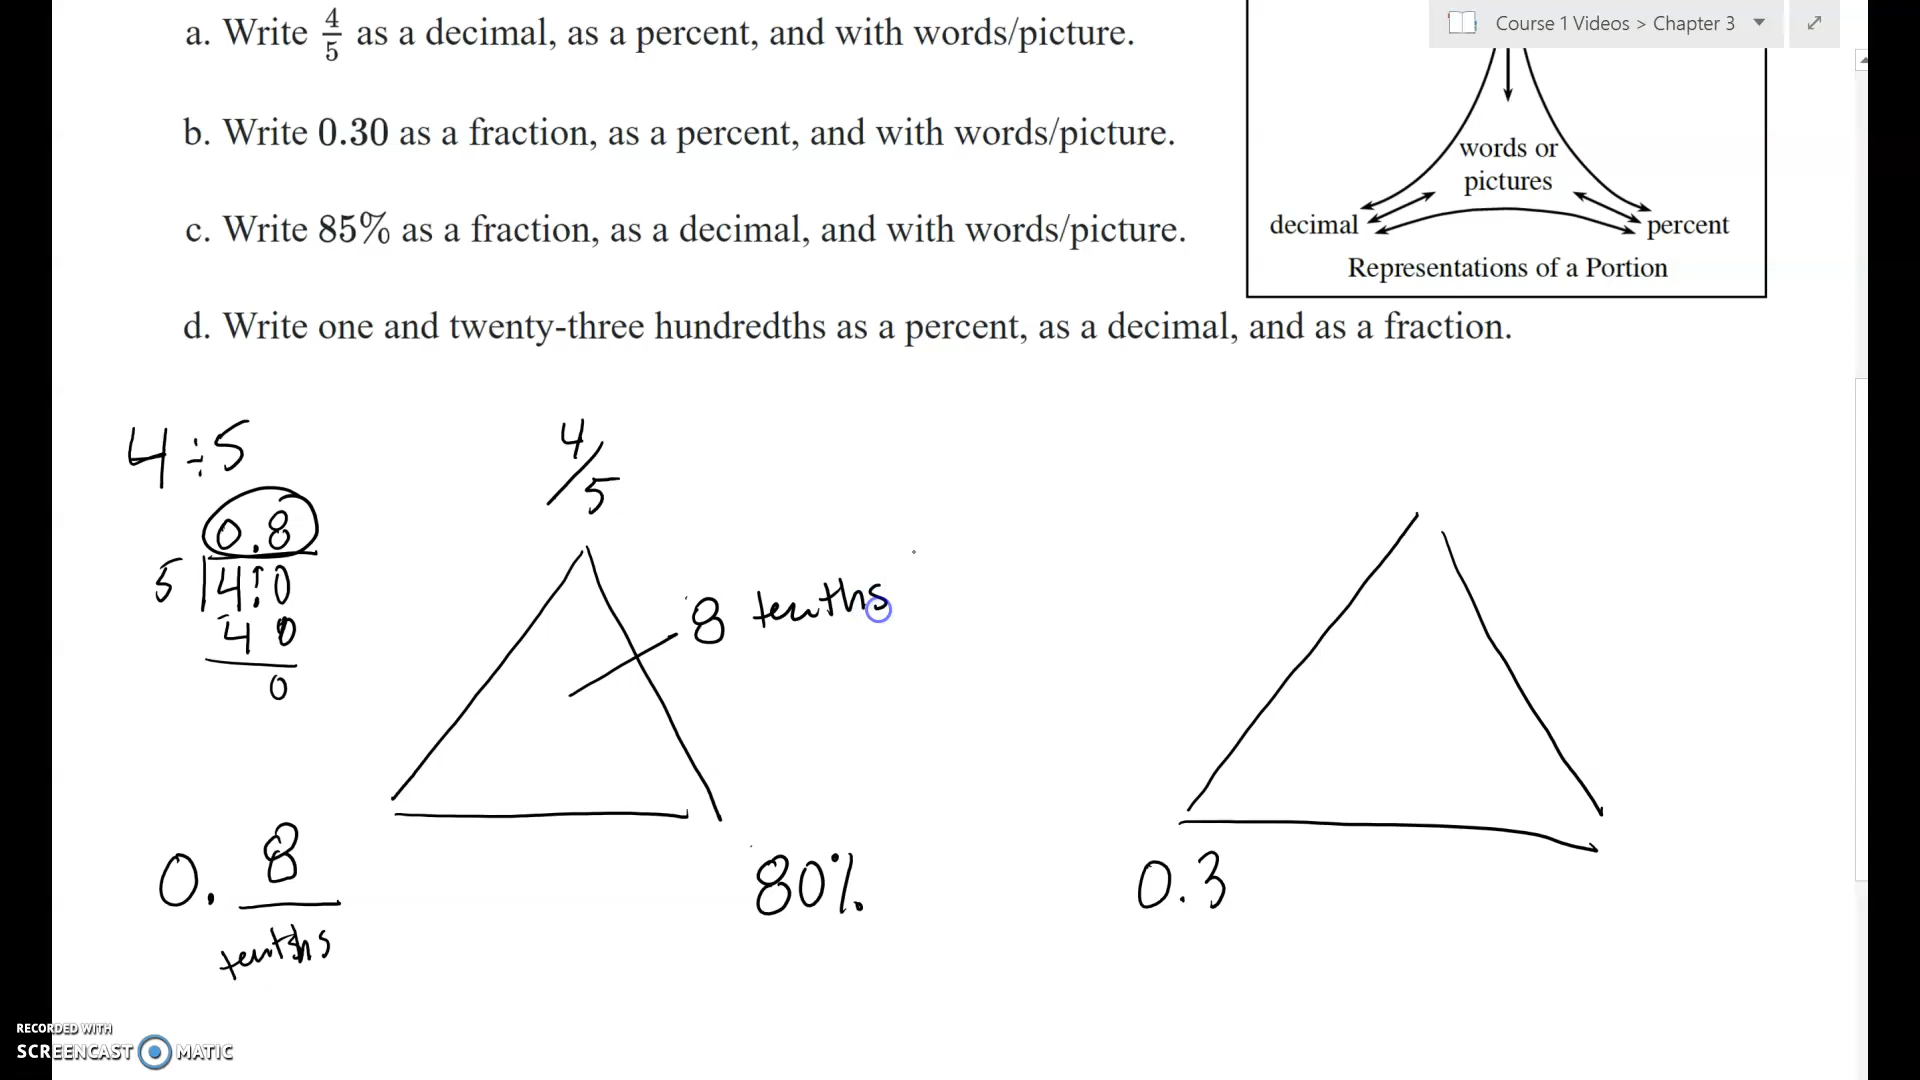 a. Write 4/5 as a decimal, as a percent, and with words/picture.
Course 1 Videos > Chapter 3
b. Write 0.30 as a fraction, as a percent, and with words/picture.
words or
pictures
c. Write 85% as a fraction, as a decimal, and with words/picture.
decimal
percent
Representations of a Portion
d. Write one and twenty-three hundredths as a percent, as a decimal, and as a fraction.
4÷5
4/5
0.8
5 4.0
40
0
8 tenths
0. 8
tenths
80%
0.3
RECORDED WITH
SCREENCAST MATIC